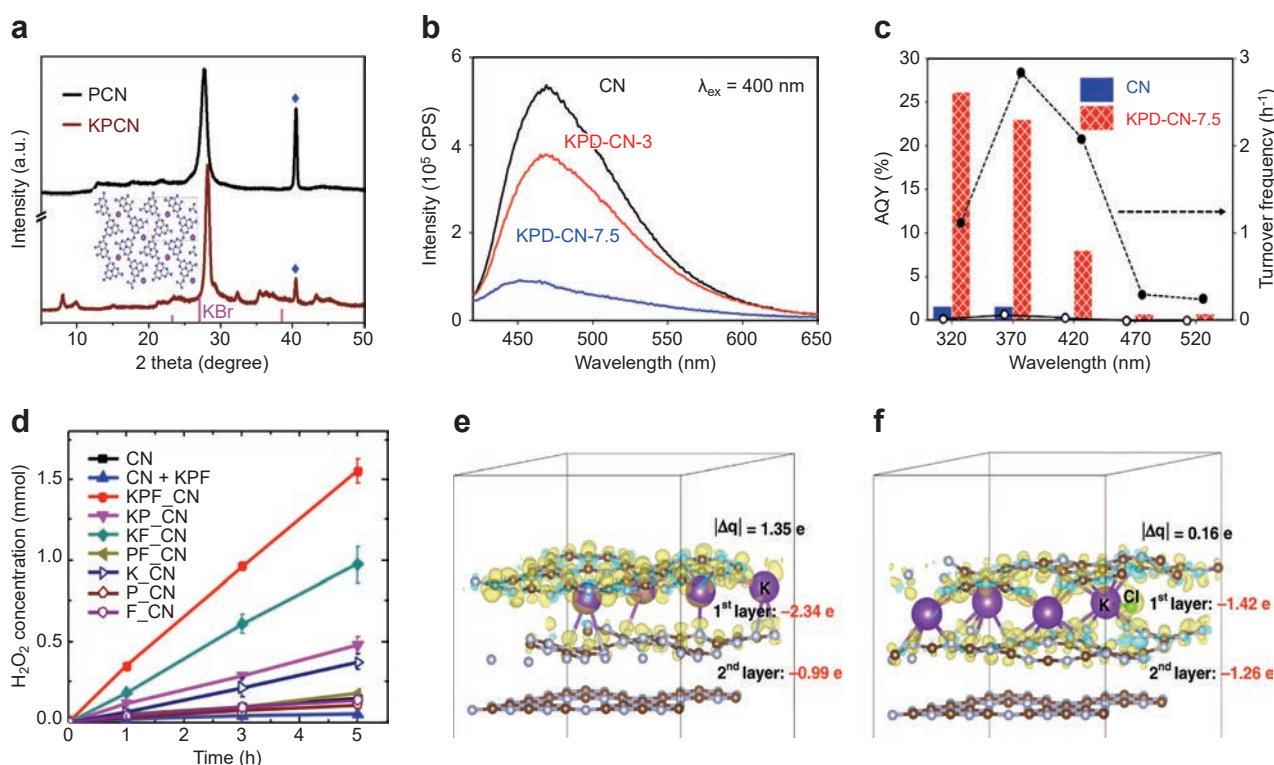 a
PCN
KPCN
KBr
Intensity (a.u.)
5
10
20
30
40
50
2 theta (degree)
b
CN
λex = 400 nm
KPD-CN-3
KPD-CN-7.5
Intensity (10⁵ CPS)
6
4
2
0
450
500
550
600
650
Wavelength (nm)
c
CN
KPD-CN-7.5
AQY (%)
30
25
20
15
10
5
0
Turnover frequency (h⁻¹)
3
2
1
0
320
370
420
470
520
Wavelength (nm)
d
CN
CN + KPF
KPF_CN
KP_CN
KF_CN
PF_CN
K_CN
P_CN
F_CN
H₂O₂ concentration (mmol)
1.5
1.0
0.5
0.0
0
1
2
3
4
5
Time (h)
e
|Δq| = 1.35 e
K
1st layer: –2.34 e
2nd layer: –0.99 e
f
|Δq| = 0.16 e
K
Cl
1st layer: –1.42 e
2nd layer: –1.26 e